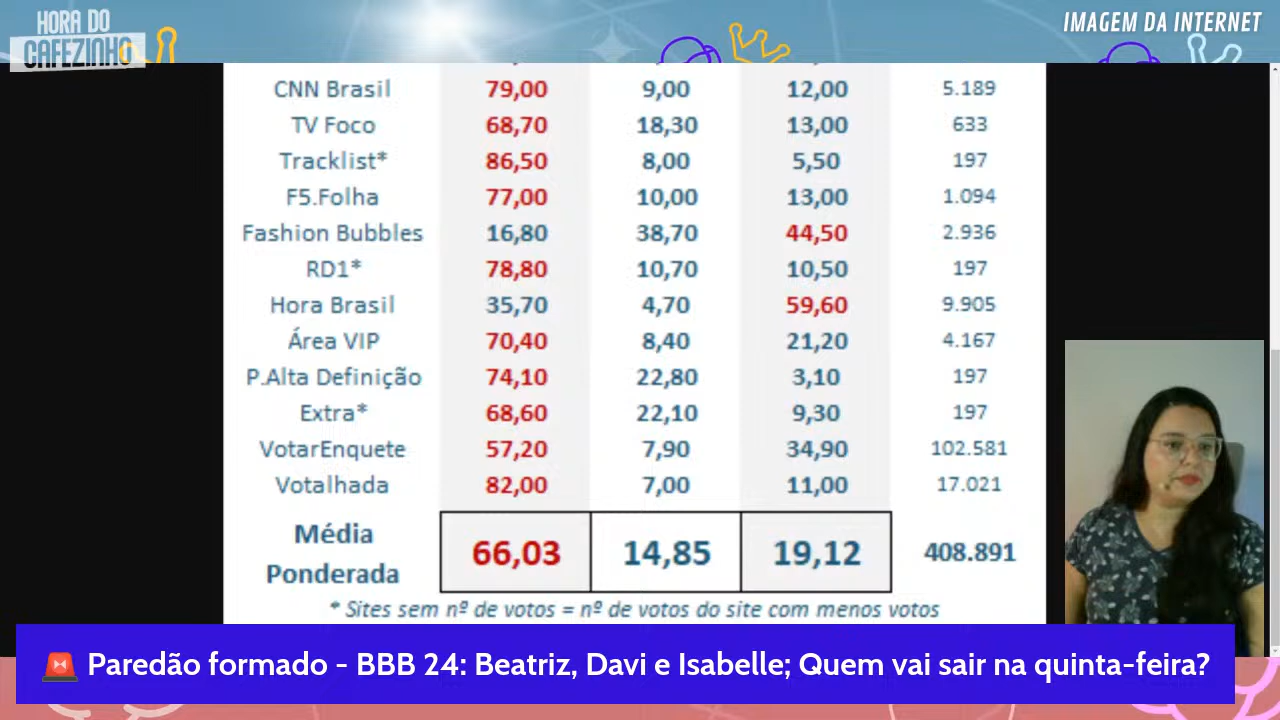 HORA DO
CAFEZINHO
IMAGEM DA INTERNET
CNN Brasil 79,00 9,00 12,00 5.189
TV Foco 68,70 18,30 13,00 633
Tracklist* 86,50 8,00 5,50 197
F5.Folha 77,00 10,00 13,00 1.094
Fashion Bubbles 16,80 38,70 44,50 2.936
RD1* 78,80 10,70 10,50 197
Hora Brasil 35,70 4,70 59,60 9.905
Área VIP 70,40 8,40 21,20 4.167
P.Alta Definição 74,10 22,80 3,10 197
Extra* 68,60 22,10 9,30 197
VotarEnquete 57,20 7,90 34,90 102.581
Votalhada 82,00 7,00 11,00 17.021
Média
Ponderada 66,03 14,85 19,12 408.891
* Sites sem nº de votos = nº de votos do site com menos votos
Paredão formado - BBB 24: Beatriz, Davi e Isabelle; Quem vai sair na quinta-feira?